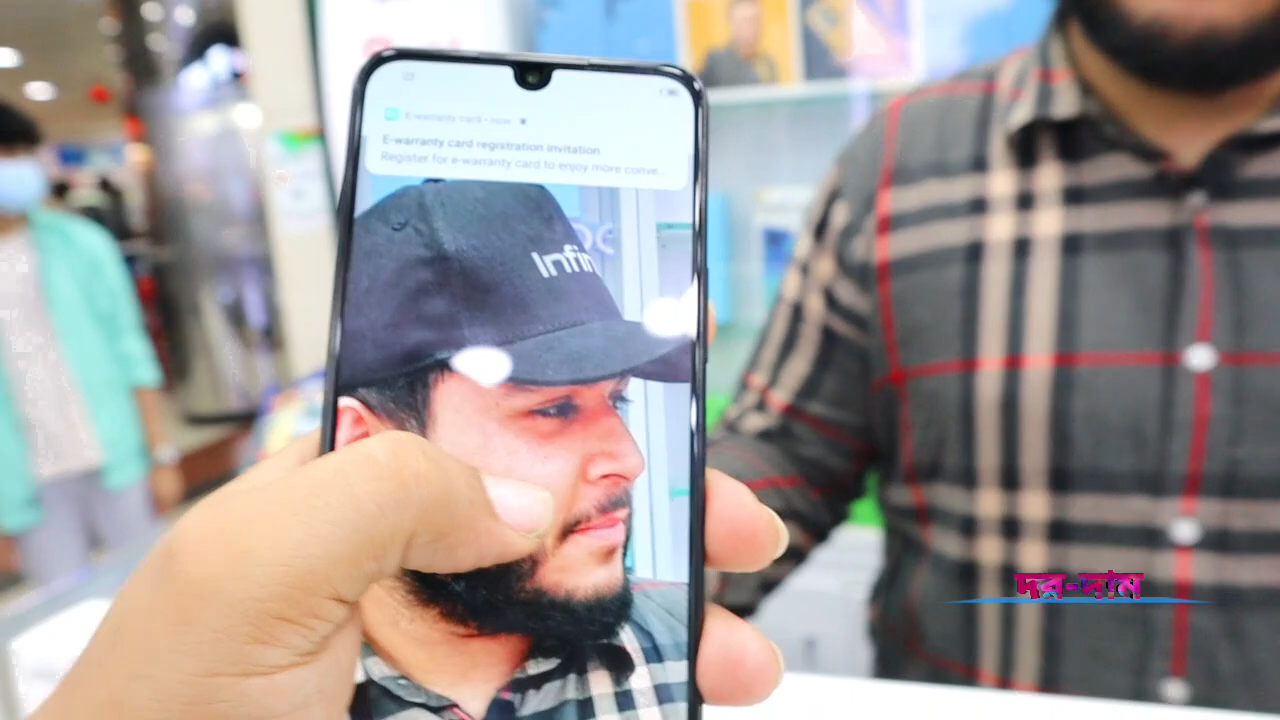 E-warranty card • now
E-warranty card registration invitation
Register for e-warranty card to enjoy more conve...
Infin
দর-দাম